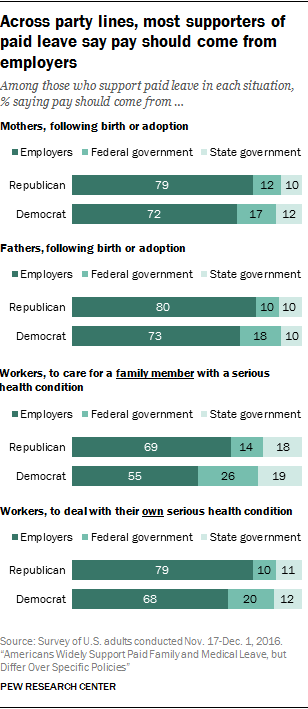 Across party lines, most supporters of
paid leave say pay should come from
employers
Among those who support paid leave in each situation,
% saying pay should come from ...
Mothers, following birth or adoption
Employers Federal government State government
Republican 79 12 10
Democrat 72 17 12
Fathers, following birth or adoption
Employers Federal government State government
Republican 80 10 10
Democrat 73 18 10
Workers, to care for a family member with a serious
health condition
Employers Federal government State government
Republican 69 14 18
Democrat 55 26 19
Workers, to deal with their own serious health condition
Employers Federal government State government
Republican 79 10 11
Democrat 68 20 12
Source: Survey of U.S. adults conducted Nov. 17-Dec. 1, 2016.
“Americans Widely Support Paid Family and Medical Leave, but
Differ Over Specific Policies”
PEW RESEARCH CENTER